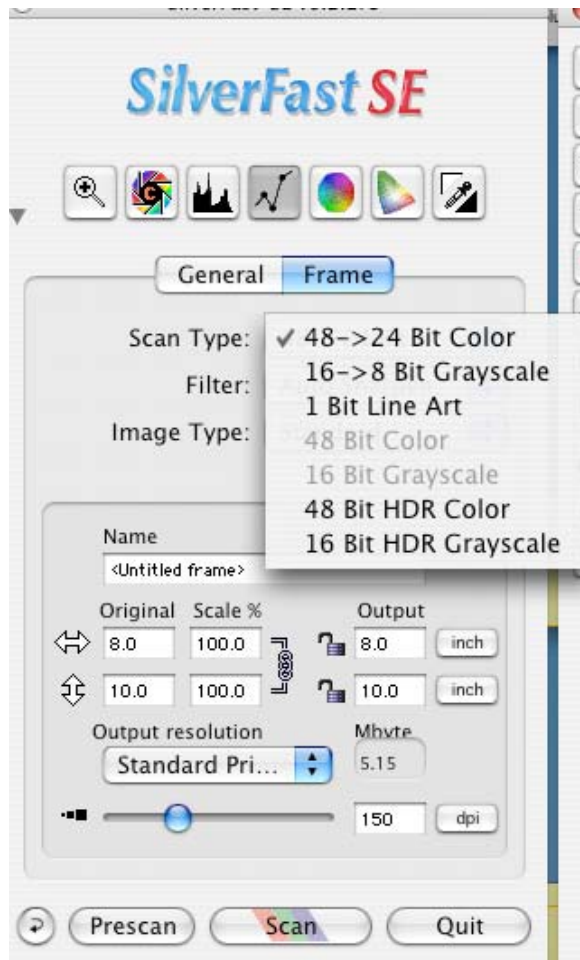 SilverFast SE
General Frame
Scan Type:
✓ 48->24 Bit Color
16->8 Bit Grayscale
1 Bit Line Art
48 Bit Color
16 Bit Grayscale
48 Bit HDR Color
16 Bit HDR Grayscale
Filter:
Image Type:
Name
<Untitled frame>
Original Scale % Output
8.0 100.0 8.0 inch
10.0 100.0 10.0 inch
Output resolution Mbyte
Standard Pri... 5.15
150 dpi
Prescan Scan Quit